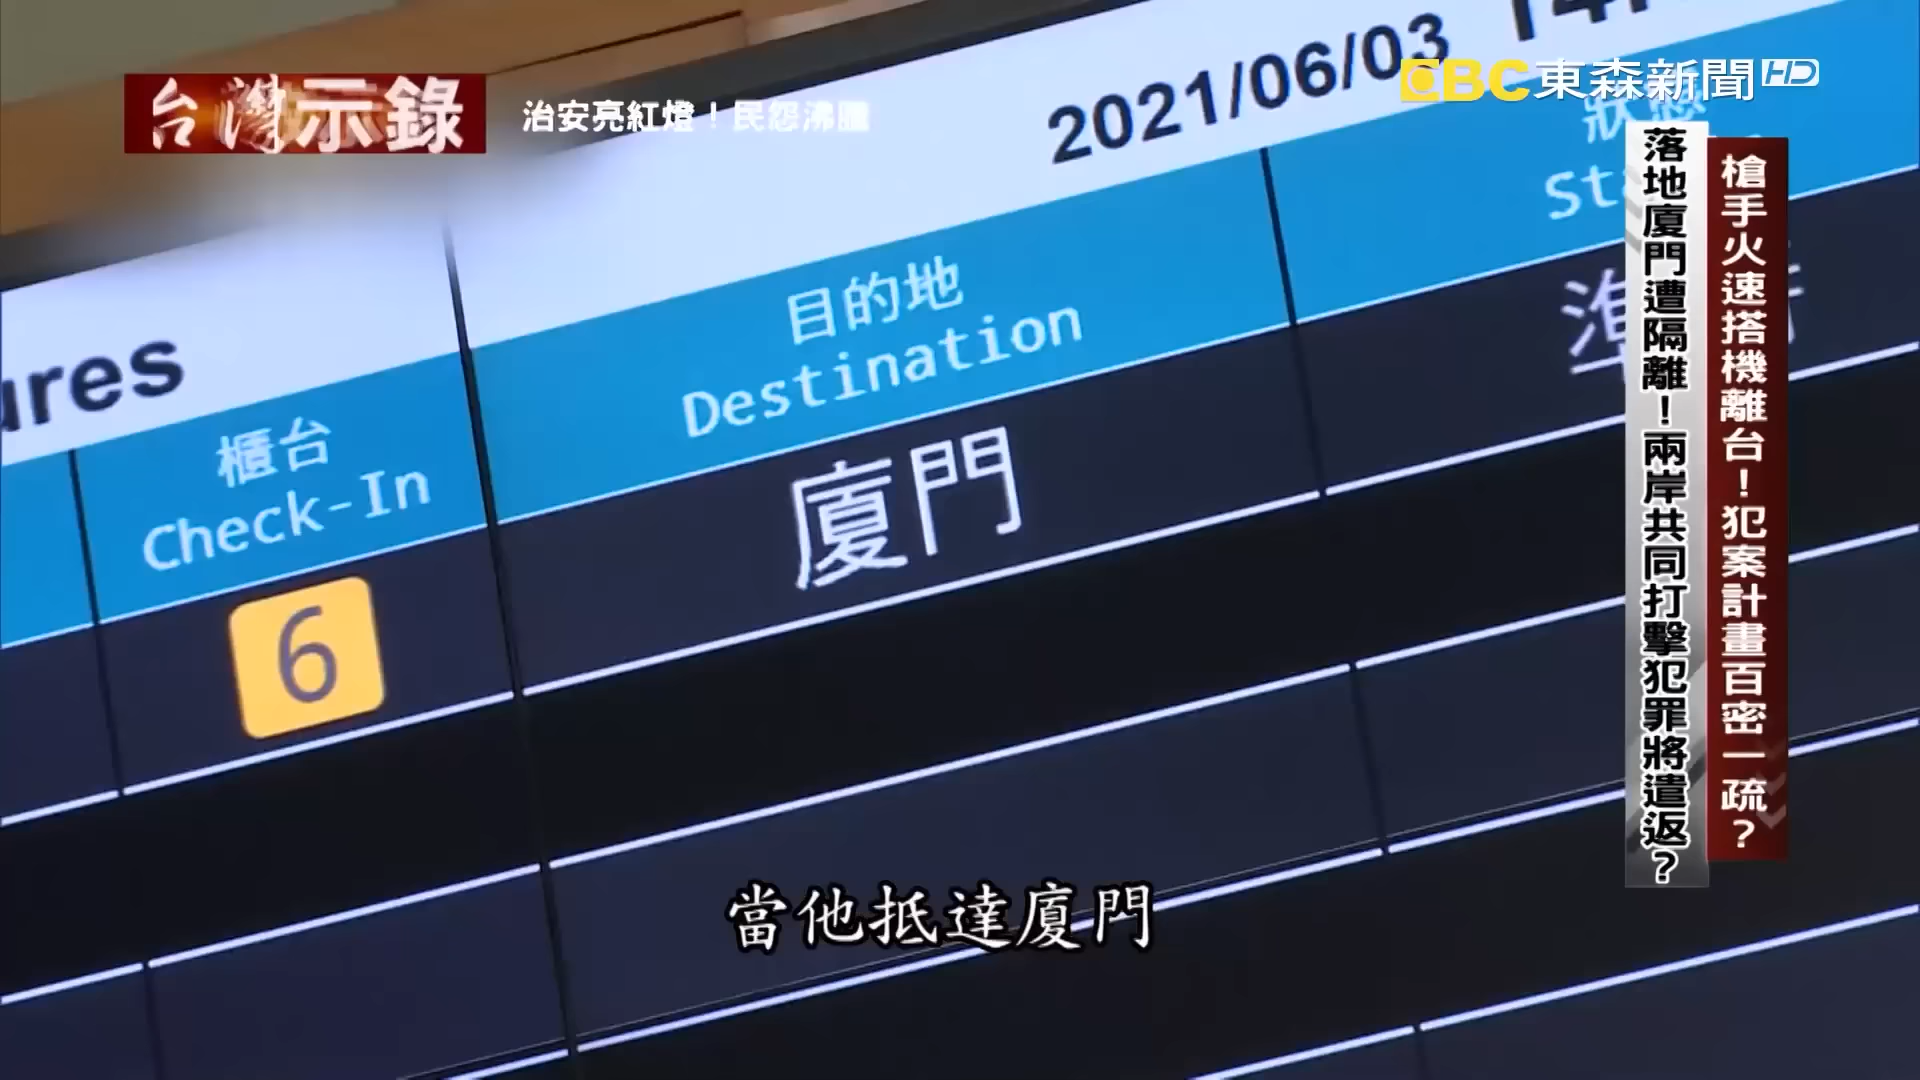 台灣示錄
治安亮紅燈！民怨沸騰
EBC東森新聞HD
槍手火速搭機離台！犯案計畫百密一疏？
落地廈門遭隔離！兩岸共同打擊犯罪將遣返？
2021/06/03
ures
櫃台
Check-In
目的地
Destination
狀態
6
廈門
當他抵達廈門